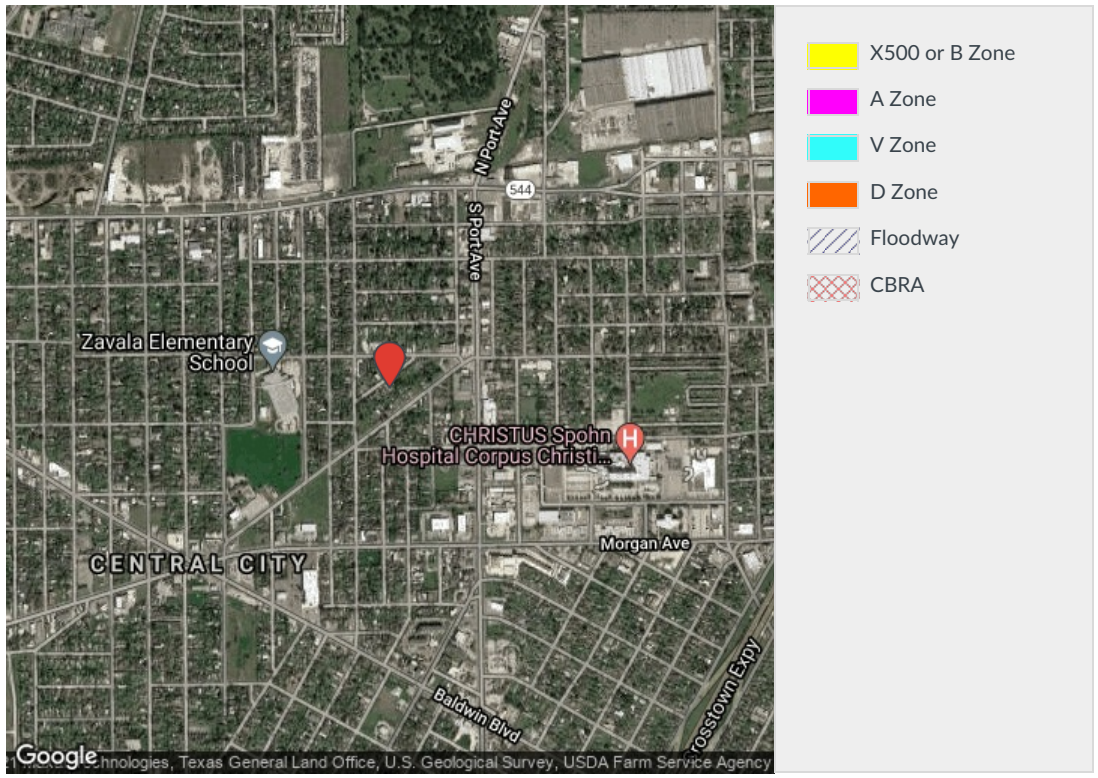 N Port Ave
544
S Port Ave
Zavala Elementary
School
CHRISTUS Spohn
Hospital Corpus Christi...
H
Morgan Ave
CENTRAL CITY
Baldwin Blvd
rosstown Expy
Google
Technologies, Texas General Land Office, U.S. Geological Survey, USDA Farm Service Agency
X500 or B Zone
A Zone
V Zone
D Zone
Floodway
CBRA